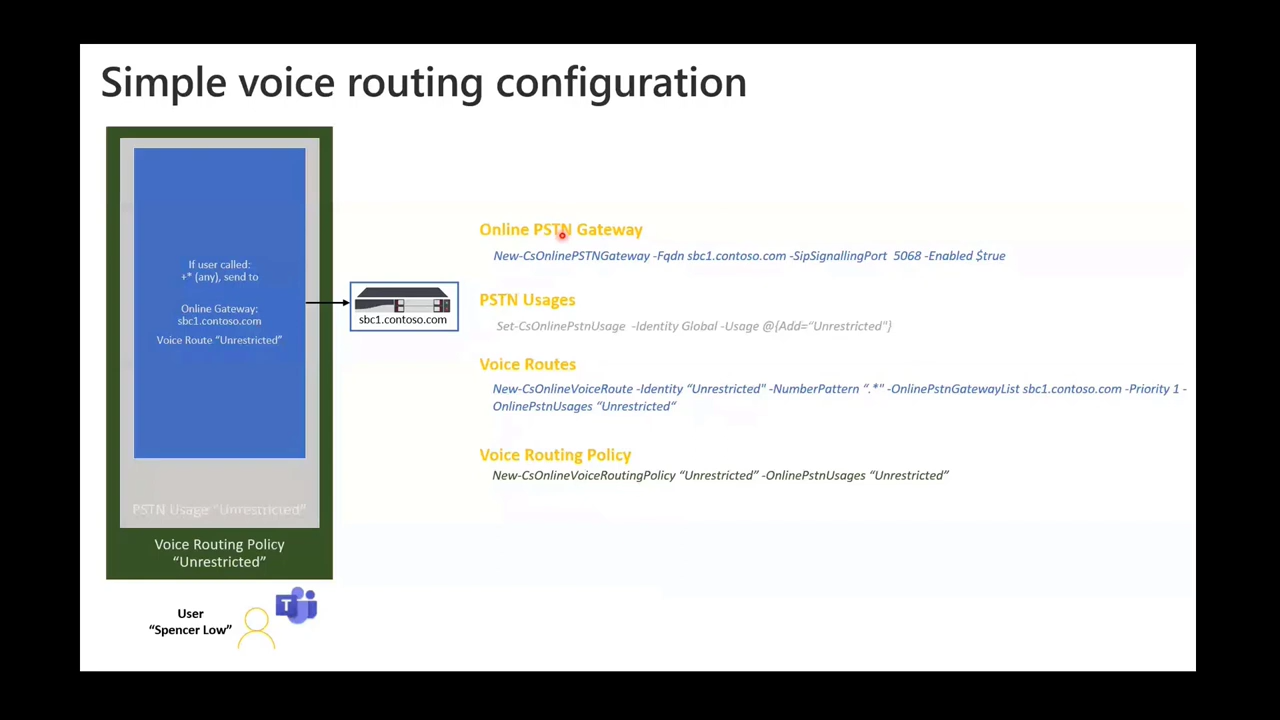 Simple voice routing configuration
If user called:
+* (any), send to
Online Gateway:
sbc1.contoso.com
Voice Route “Unrestricted”
PSTN Usage “Unrestricted”
Voice Routing Policy
“Unrestricted”
User
“Spencer Low”
T
sbc1.contoso.com
Online PSTN Gateway
New-CsOnlinePSTNGateway -Fqdn sbc1.contoso.com -SipSignallingPort 5068 -Enabled $true
PSTN Usages
Set-CsOnlinePstnUsage -Identity Global -Usage @{Add=“Unrestricted"}
Voice Routes
New-CsOnlineVoiceRoute -Identity “Unrestricted" -NumberPattern “.*" -OnlinePstnGatewayList sbc1.contoso.com -Priority 1 -
OnlinePstnUsages “Unrestricted“
Voice Routing Policy
New-CsOnlineVoiceRoutingPolicy “Unrestricted” -OnlinePstnUsages “Unrestricted”